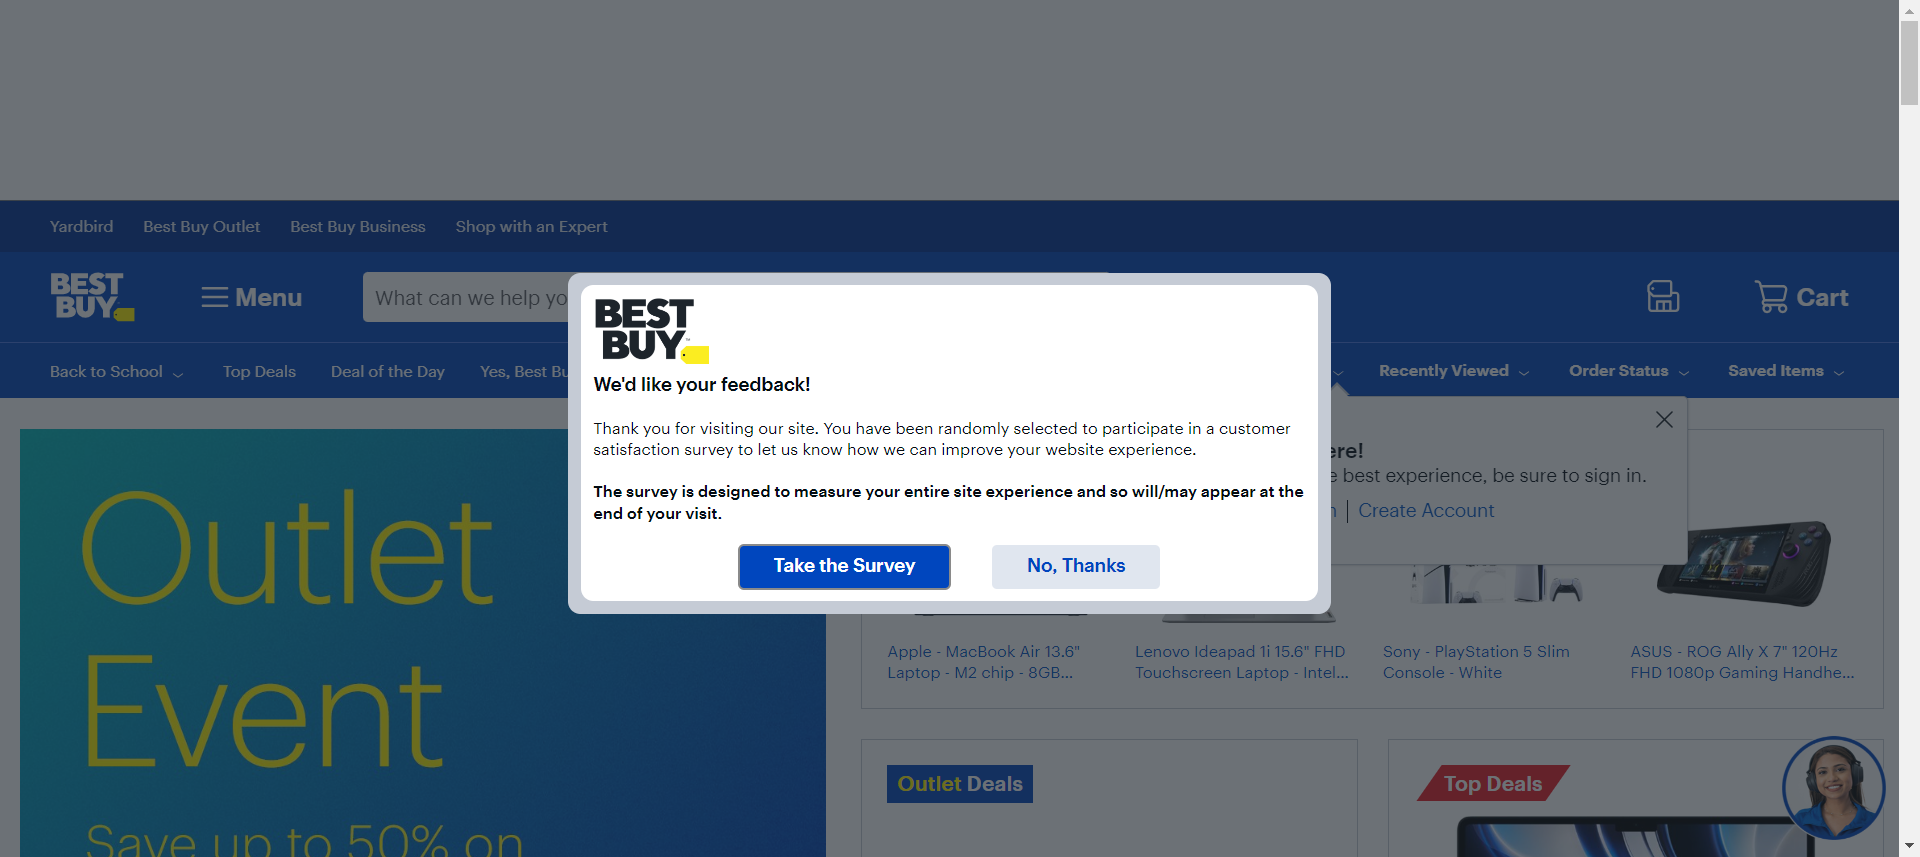 Yardbird Best Buy Outlet Best Buy Business Shop with an Expert
BEST
BUY
Menu
What can we help yo
Cart
Back to School Top Deals Deal of the Day Yes, Best Bu
Recently Viewed Order Status Saved Items
BEST
BUY™
We'd like your feedback!
Thank you for visiting our site. You have been randomly selected to participate in a customer
satisfaction survey to let us know how we can improve your website experience.
The survey is designed to measure your entire site experience and so will/may appear at the
end of your visit.
Take the Survey No, Thanks
ere!
e best experience, be sure to sign in.
n | Create Account
Outlet
Event
Save up to 50% on
Apple - MacBook Air 13.6"
Laptop - M2 chip - 8GB...
Lenovo Ideapad 1i 15.6" FHD
Touchscreen Laptop - Intel...
Sony - PlayStation 5 Slim
Console - White
ASUS - ROG Ally X 7" 120Hz
FHD 1080p Gaming Handhe...
Outlet Deals
Top Deals